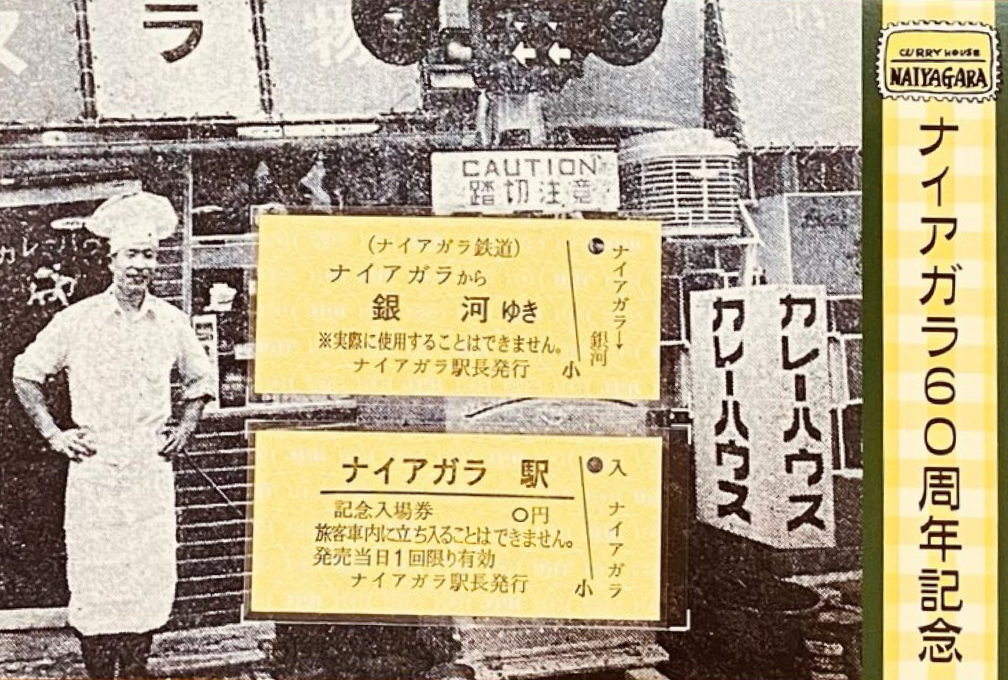 ラ
CAUTION
踏切注意
カレーハウ
(ナイアガラ鉄道)
ナイアガラから
銀 河 ゆき
※実際に使用することはできません。
ナイアガラ駅長発行
ナイアガラ→銀河
小
ナイアガラ 駅
記念入場券 〇円
旅客車内に立ち入ることはできません。
発売当日1回限り有効
ナイアガラ駅長発行
入 ナイアガラ
小
カレーハウス
カレーハウス
CURRY HOUSE
NAIYAGARA
ナイアガラ60周年記念